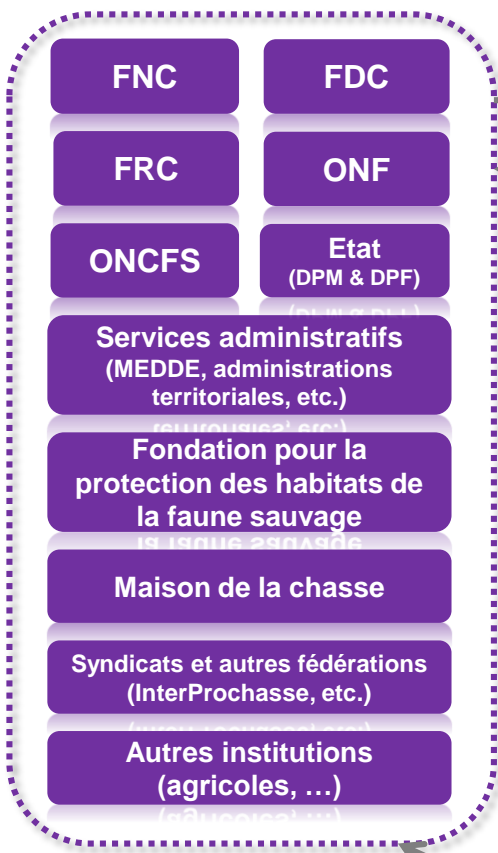 FNC
FDC
FRC
ONF
ONCFS
Etat
(DPM & DPF)
Services administratifs
(MEDDE, administrations
territoriales, etc.)
Fondation pour la
protection des habitats de
la faune sauvage
Maison de la chasse
Syndicats et autres fédérations
(InterProchasse, etc.)
Autres institutions
(agricoles, …)